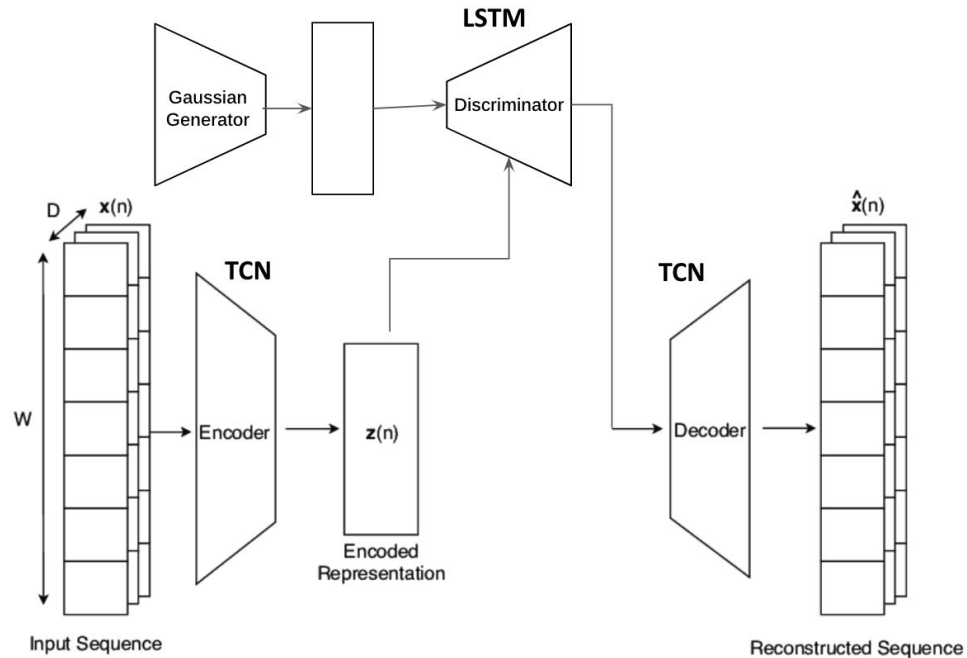 LSTM
Gaussian
Generator
Discriminator
D
x(n)
x̂(n)
TCN
TCN
W
Encoder
z(n)
Decoder
Encoded
Representation
Input Sequence
Reconstructed Sequence